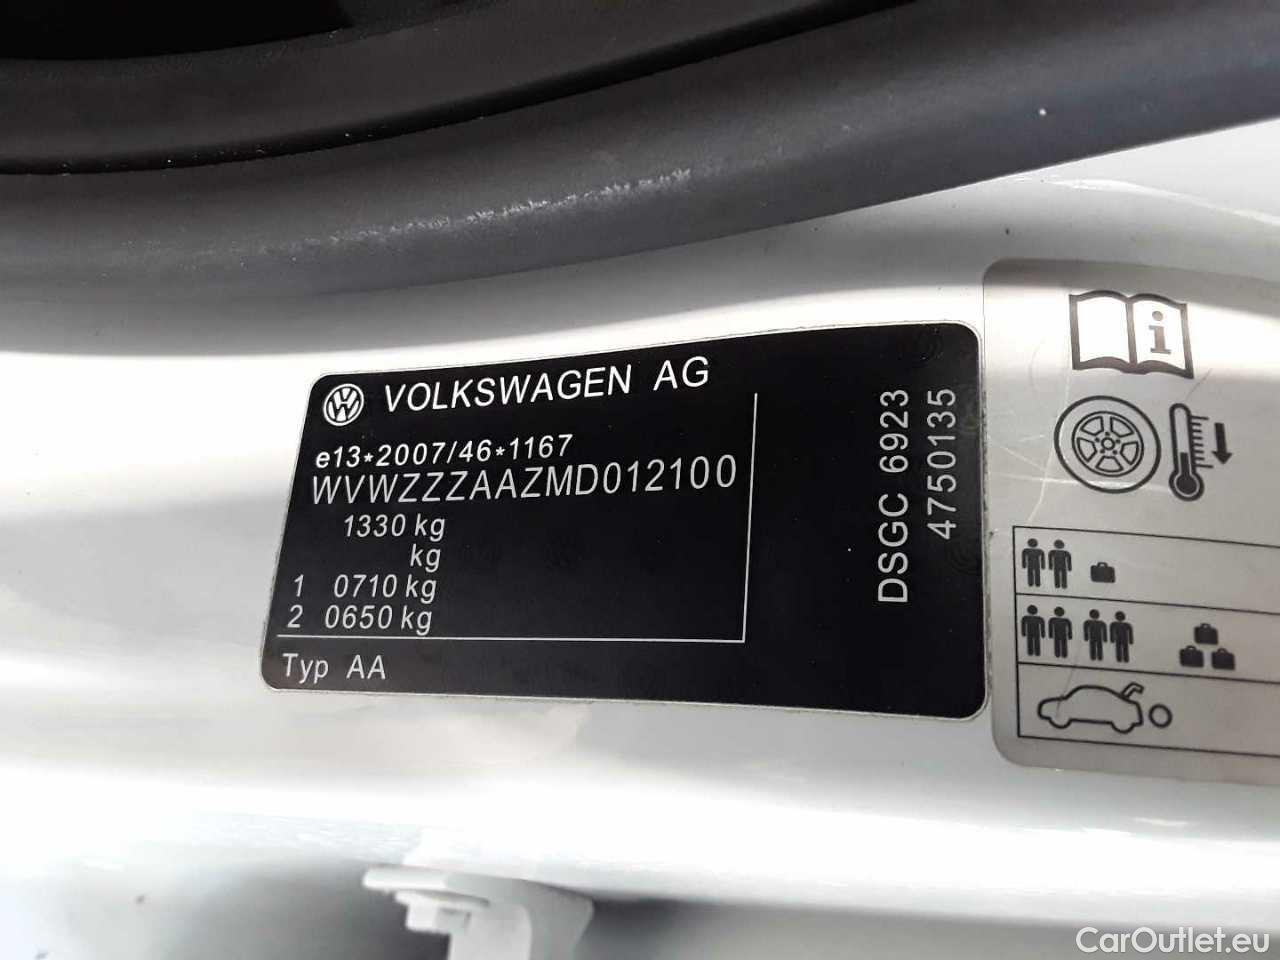 VOLKSWAGEN AG
e13*2007/46*1167
WVWZZZAAZMD012100
1330 kg
kg
1 0710 kg
2 0650 kg
Typ AA
DSGC 6923
4750135
i
CarOutlet.eu